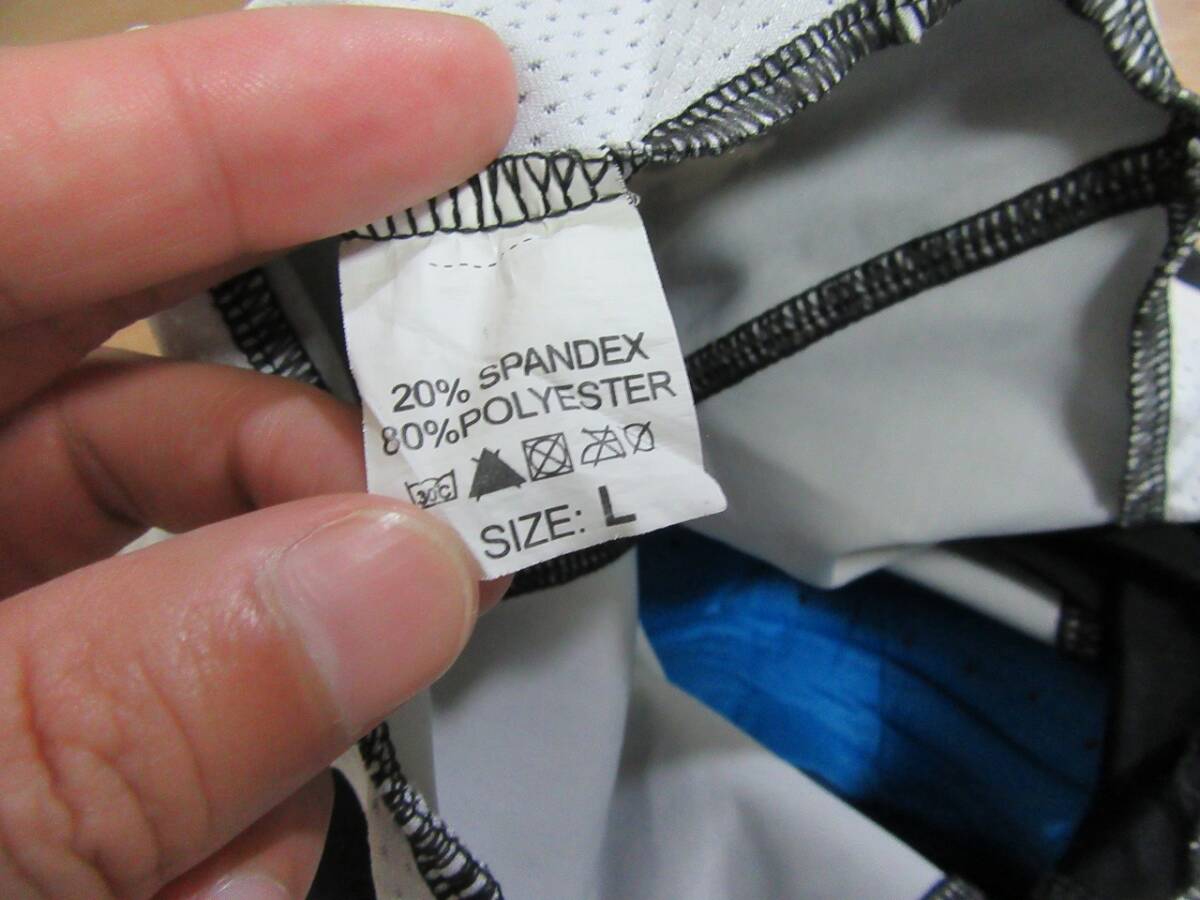 20% SPANDEX
80%POLYESTER
30°C
SIZE: L